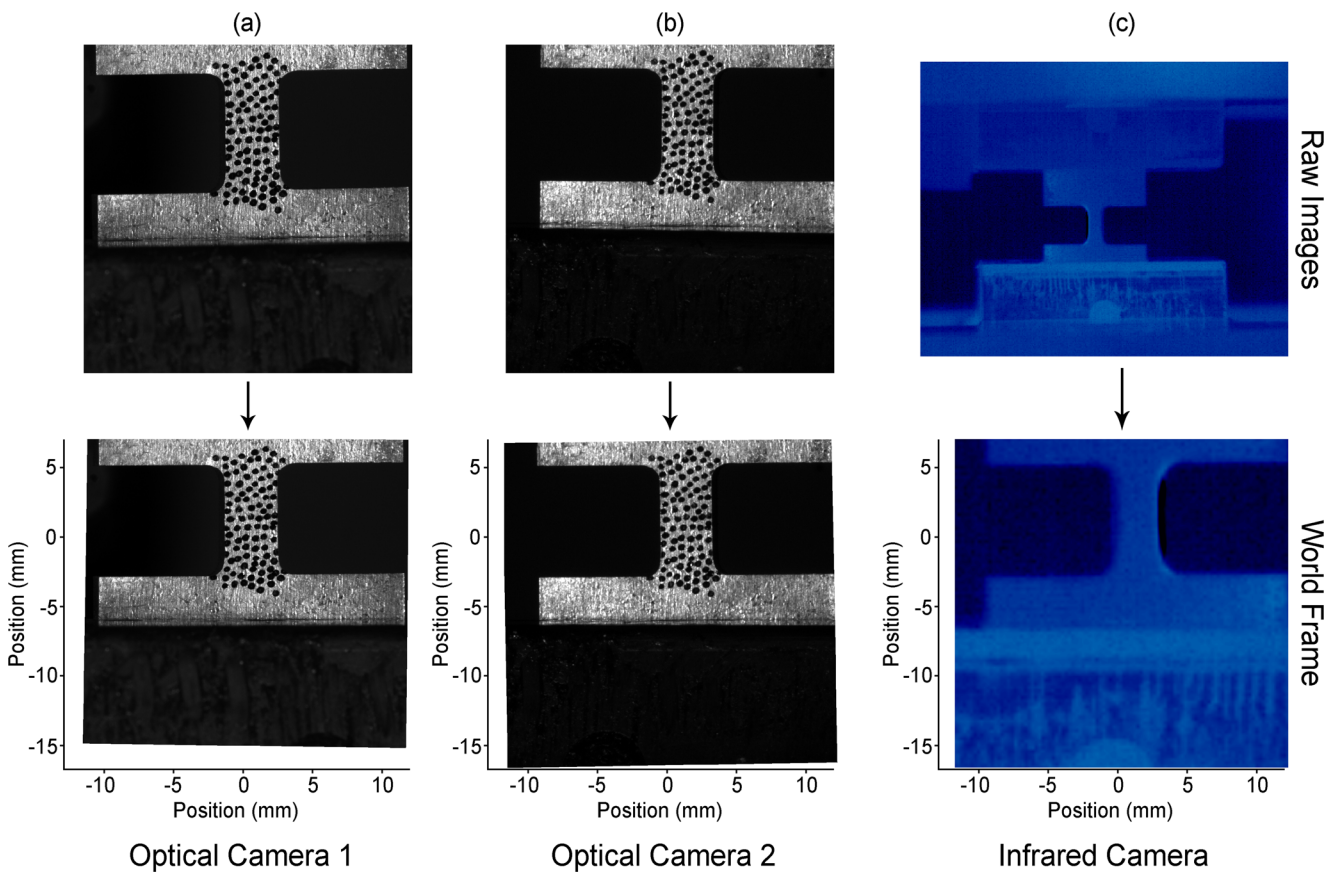 (a)
(b)
(c)
Raw Images
5
0
-5
-10
-15
Position (mm)
-10 -5 0 5 10
Position (mm)
5
0
-5
-10
-15
Position (mm)
-10 -5 0 5 10
Position (mm)
5
0
-5
-10
-15
Position (mm)
-10 -5 0 5 10
Position (mm)
World Frame
Optical Camera 1
Optical Camera 2
Infrared Camera